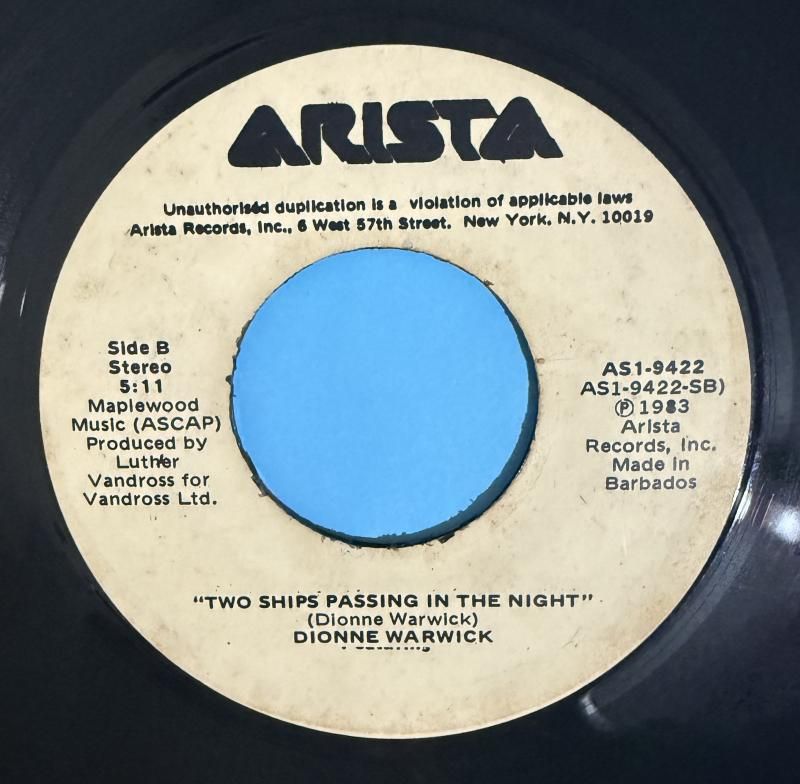 ARISTA
Unauthorised duplication is a violation of applicable laws
Arista Records, Inc., 6 West 57th Street. New York. N.Y. 10019
Side B
Stereo
5:11
Maplewood
Music (ASCAP)
Produced by
Luther
Vandross for
Vandross Ltd.
AS1-9422
AS1-9422-SB)
Ⓟ 1983
Arista
Records, Inc.
Made in
Barbados
"TWO SHIPS PASSING IN THE NIGHT"
(Dionne Warwick)
DIONNE WARWICK